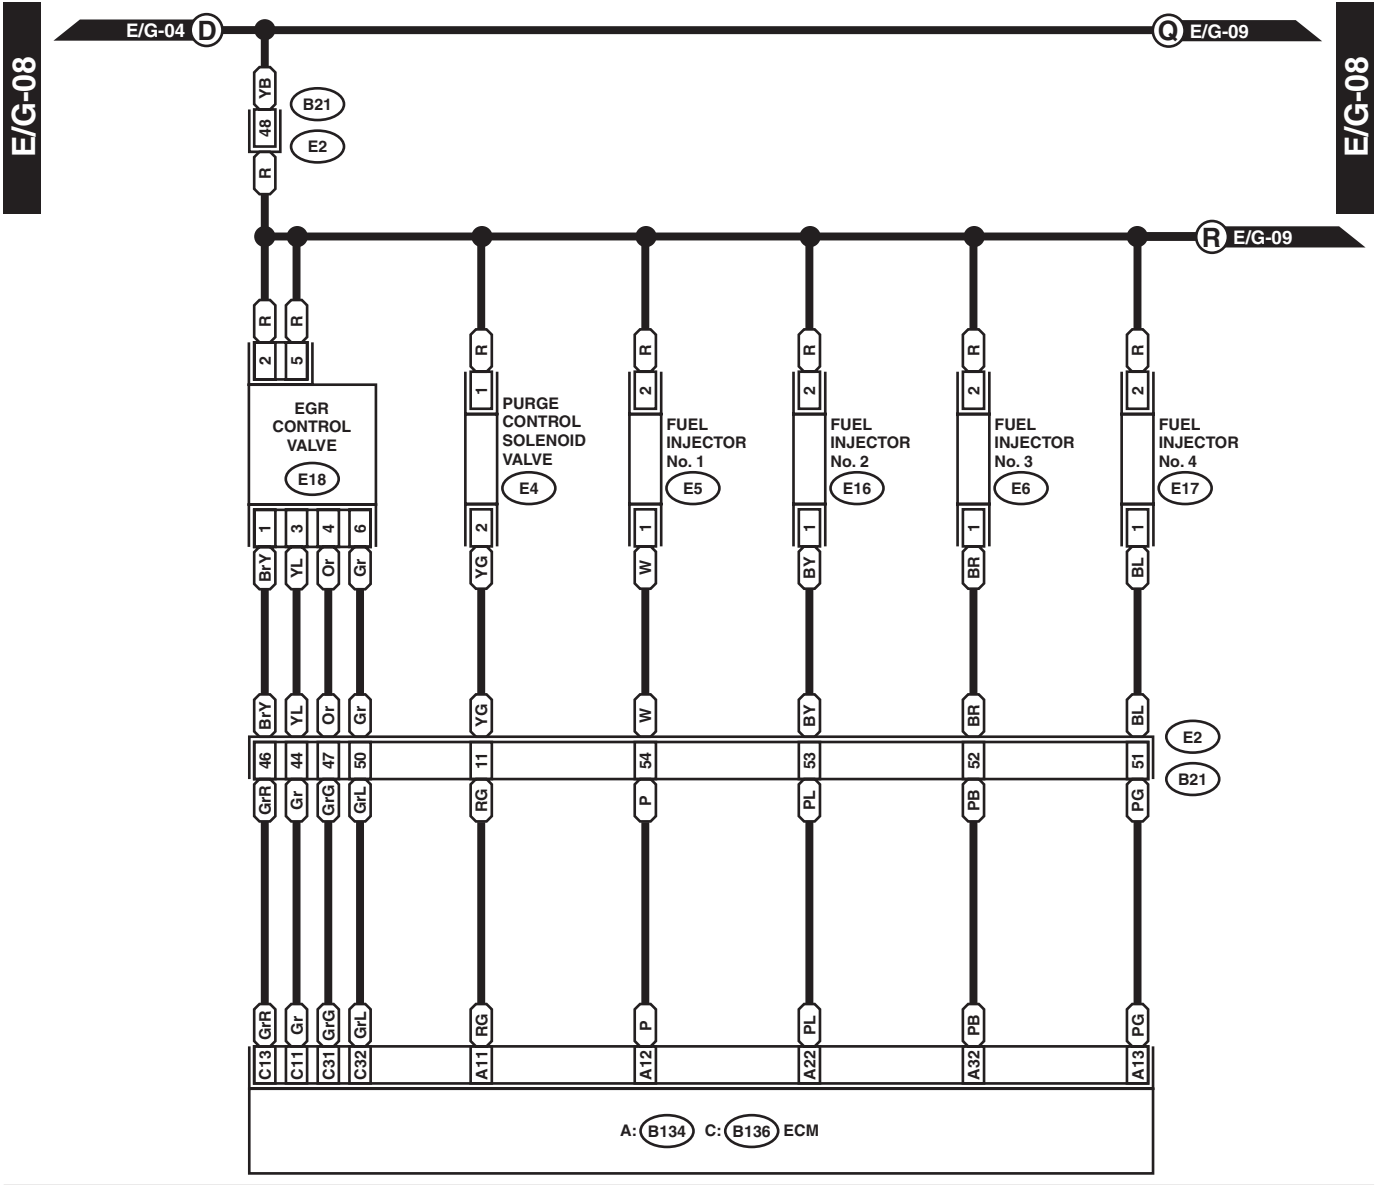 E/G-08
E/G-04 D
Q E/G-09
E/G-08
YB
B21
48
E2
R
R E/G-09
R R R R R R R
2 5 1 2 2 2 2
EGR
CONTROL
VALVE
E18
PURGE
CONTROL
SOLENOID
VALVE
E4
FUEL
INJECTOR
No. 1
E5
FUEL
INJECTOR
No. 2
E16
FUEL
INJECTOR
No. 3
E6
FUEL
INJECTOR
No. 4
E17
1 3 4 6 2 1 1 1 1
BrY YL Or Gr YG W BY BR BL
BrY YL Or Gr YG W BY BR BL
E2
46 44 47 50 11 54 53 52 51
B21
GrR Gr GrG GrL RG P PL PB PG
GrR Gr GrG GrL RG P PL PB PG
C13 C11 C31 C32 A11 A12 A22 A32 A13
A: B134 C: B136 ECM